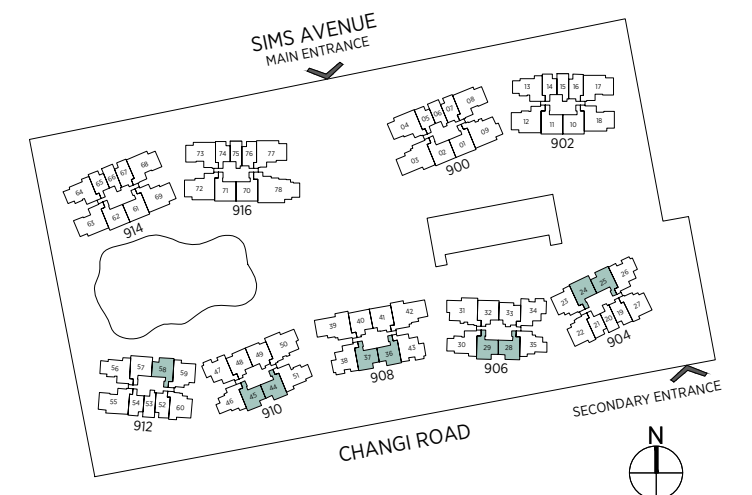 SIMS AVENUE
MAIN ENTRANCE
13 14 15 16 17
12 11 10 18
902
04 05 06 07 08
03 02 01 09
900
73 74 75 76 77
72 71 70 78
916
64 65 66 67 68
63 62 61 69
914
23 24 25 26
22 21 20 19 27
904
31 32 33 34
30 29 28 35
906
39 40 41 42
38 37 36 43
908
47 48 49 50
46 45 44 51
910
56 57 58 59
55 54 53 52 60
912
SECONDARY ENTRANCE
CHANGI ROAD
N